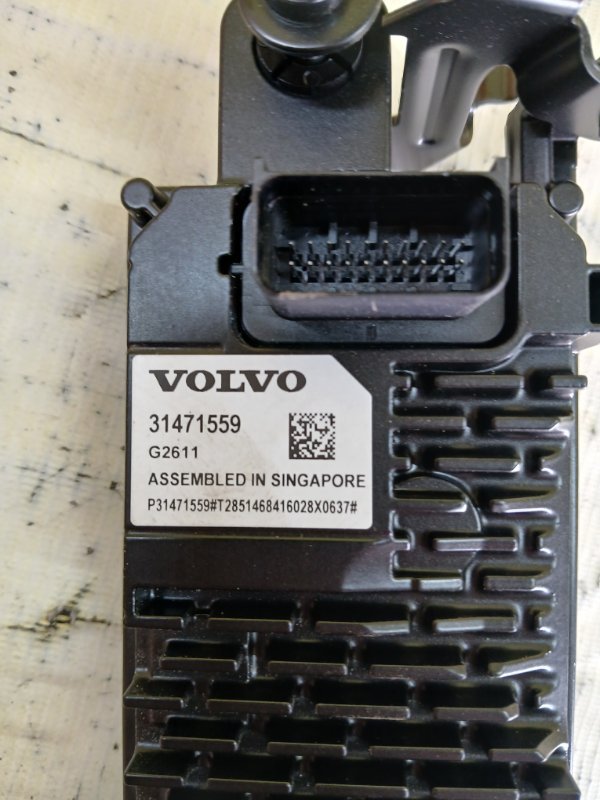 VOLVO
31471559
G2611
ASSEMBLED IN SINGAPORE
P31471559#T2851468416028X0637#